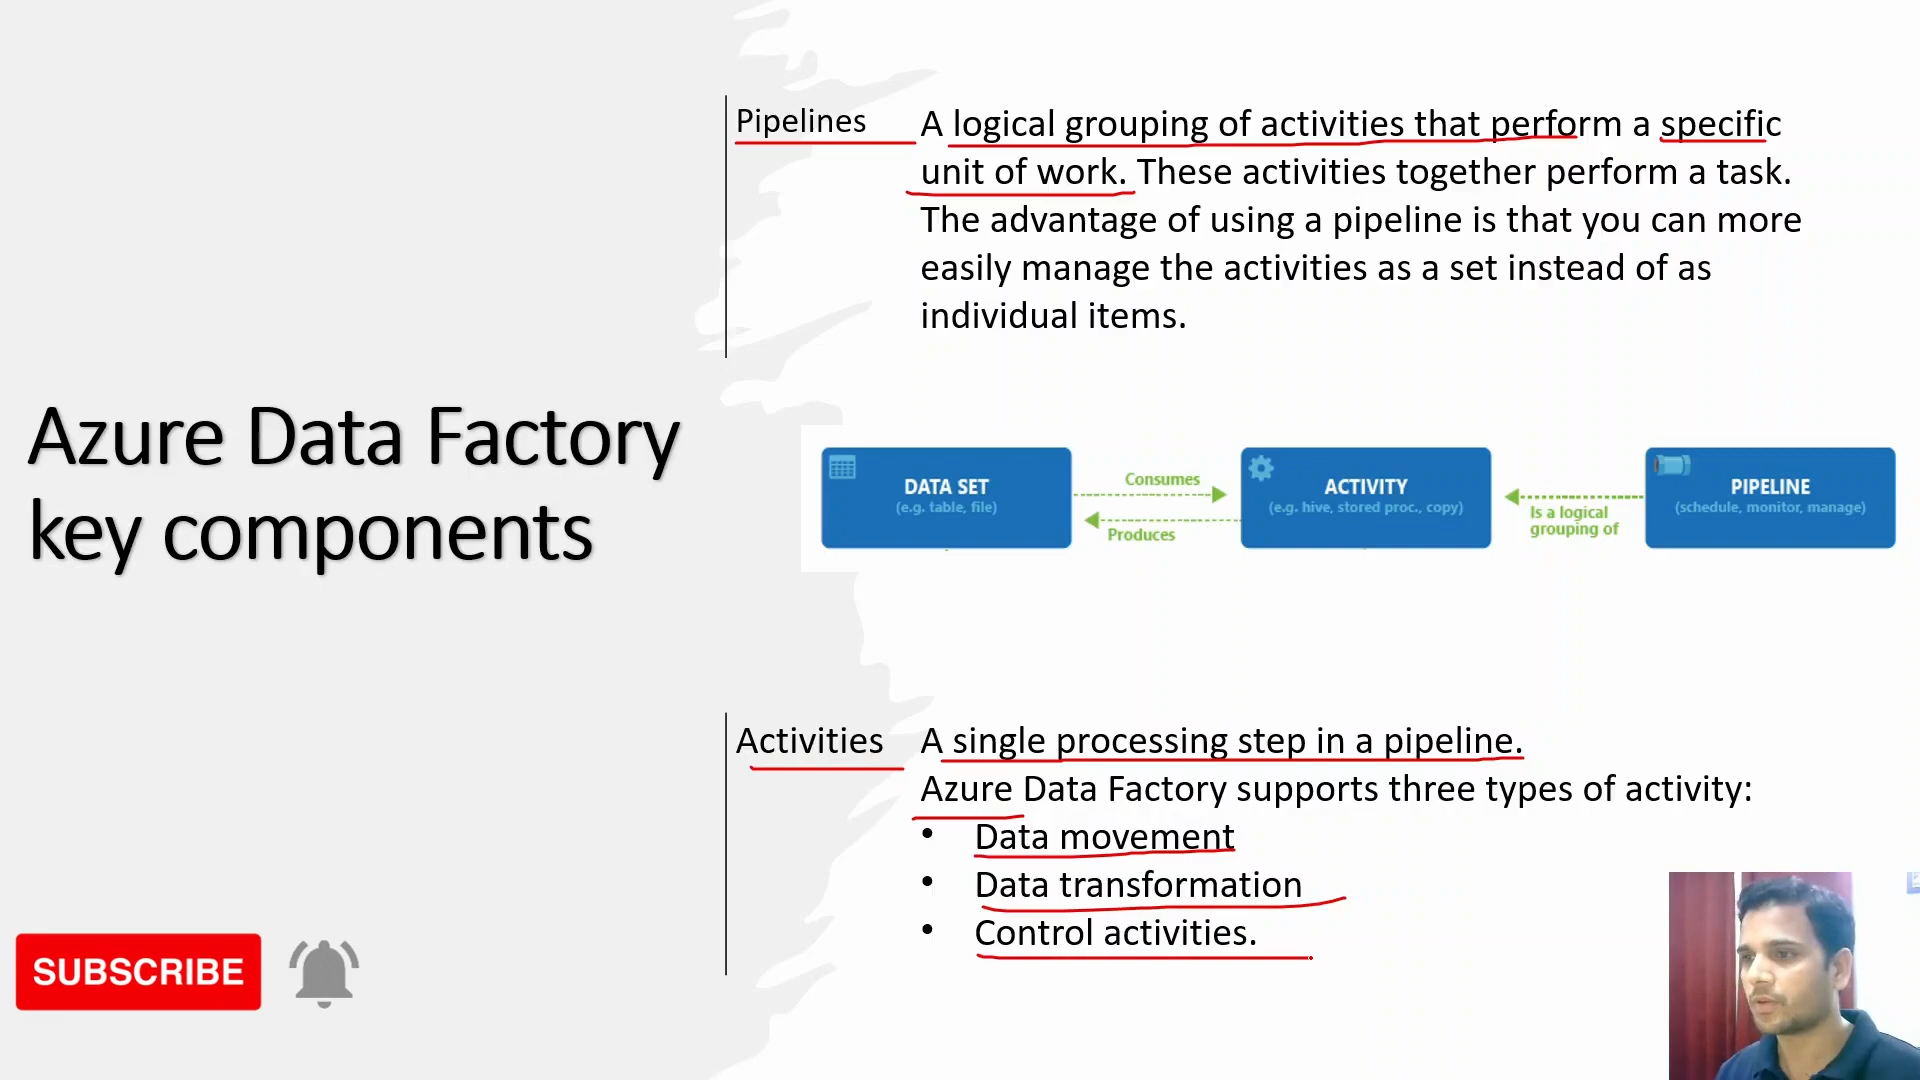 Azure Data Factory
key components
Pipelines
A logical grouping of activities that perform a specific
unit of work. These activities together perform a task.
The advantage of using a pipeline is that you can more
easily manage the activities as a set instead of as
individual items.
DATA SET
(e.g. table, file)
Consumes
Produces
ACTIVITY
(e.g. hive, stored proc., copy)
Is a logical
grouping of
PIPELINE
(schedule, monitor, manage)
Activities
A single processing step in a pipeline.
Azure Data Factory supports three types of activity:
• Data movement
• Data transformation
• Control activities.
SUBSCRIBE